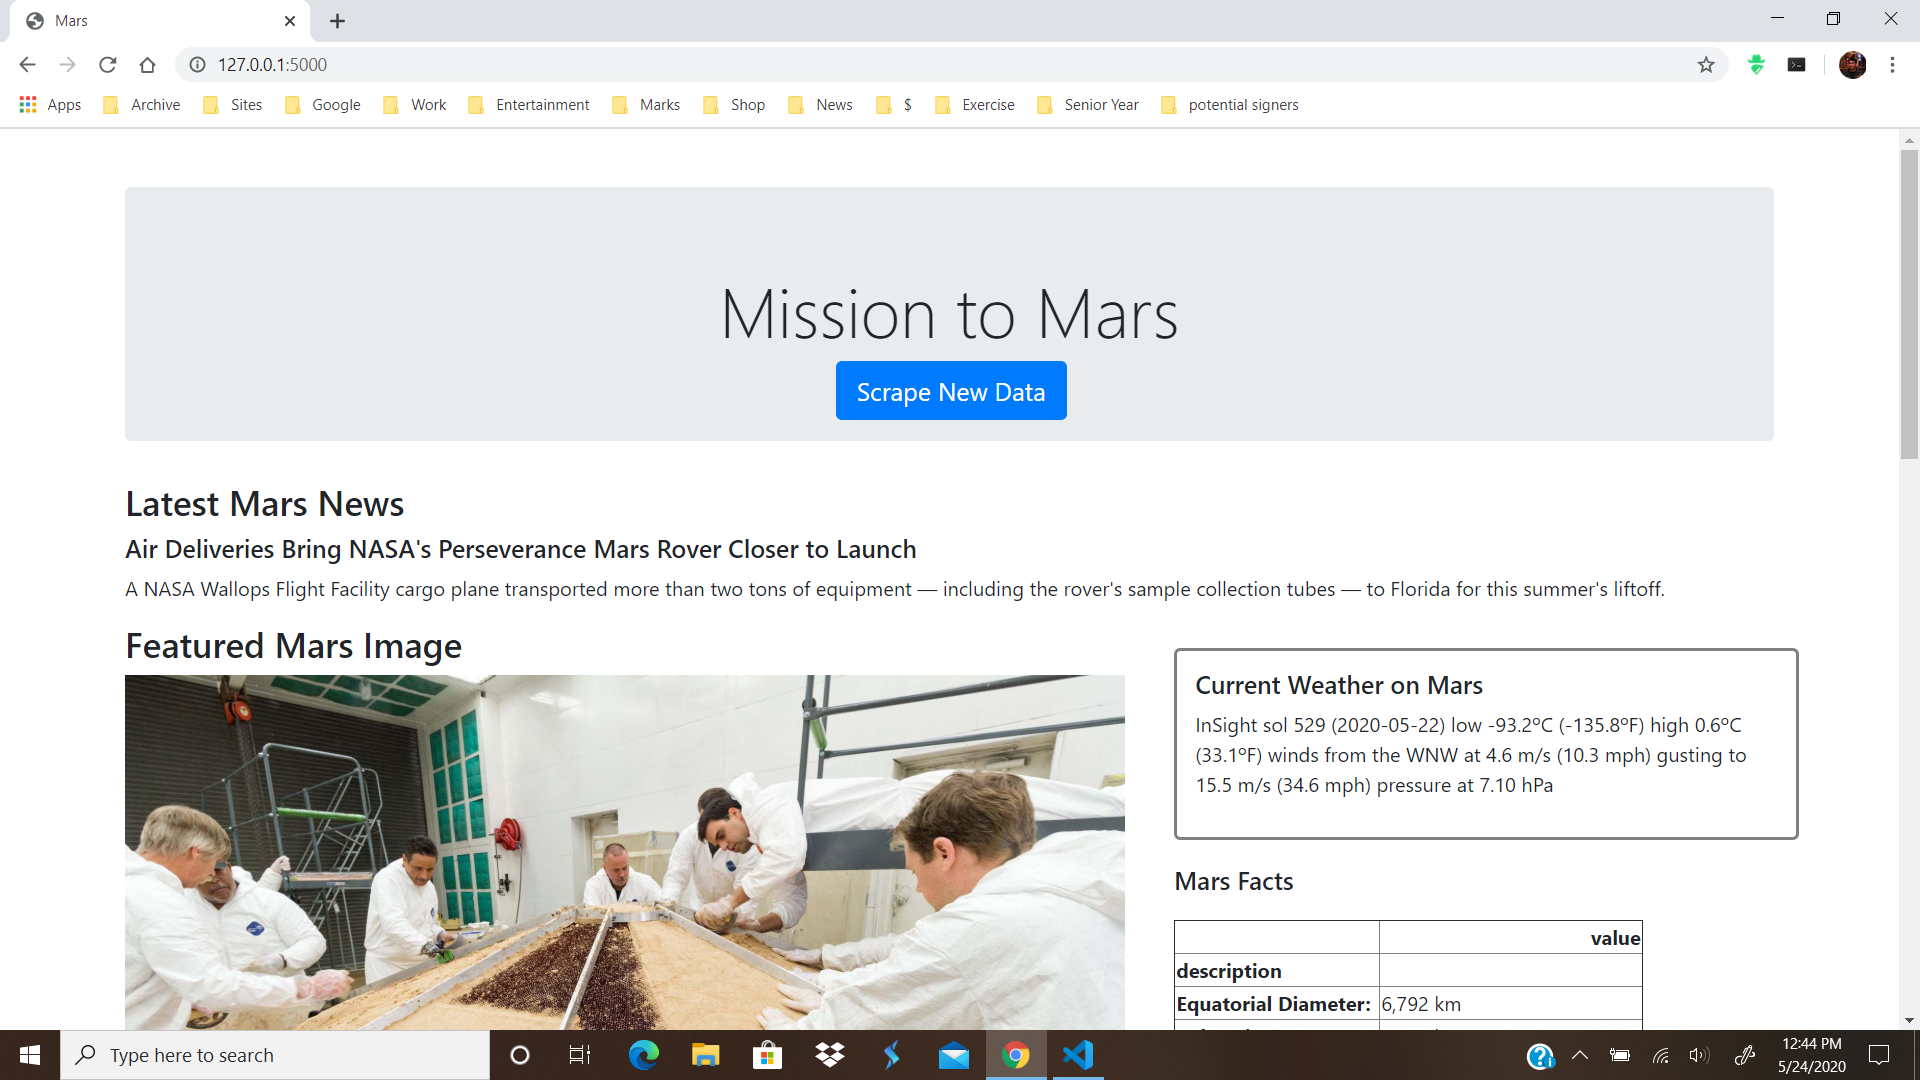 Mars
127.0.0.1:5000
Apps Archive Sites Google Work Entertainment Marks Shop News $ Exercise Senior Year potential signers
Mission to Mars
Scrape New Data
Latest Mars News
Air Deliveries Bring NASA's Perseverance Mars Rover Closer to Launch
A NASA Wallops Flight Facility cargo plane transported more than two tons of equipment — including the rover's sample collection tubes — to Florida for this summer's liftoff.
Featured Mars Image
Current Weather on Mars
InSight sol 529 (2020-05-22) low -93.2ºC (-135.8ºF) high 0.6ºC
(33.1ºF) winds from the WNW at 4.6 m/s (10.3 mph) gusting to
15.5 m/s (34.6 mph) pressure at 7.10 hPa
Mars Facts
value
description
Equatorial Diameter: 6,792 km
Type here to search
12:44 PM
5/24/2020